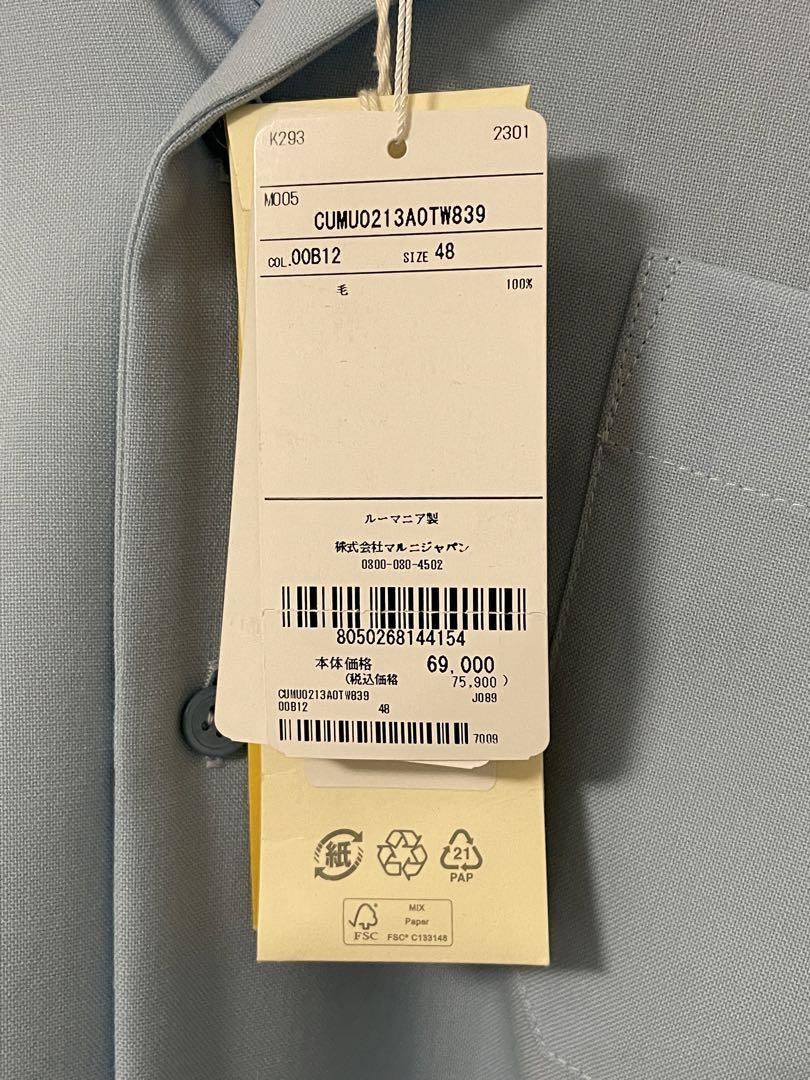 K293 2301
M005
CUMU0213A0TW839
COL.00B12 SIZE 48
毛 100%
ルーマニア製
株式会社マルニジャパン
0800-080-4502
8050268144154
本体価格 69,000
(税込価格 75,900 )
CUMU0213A0TW839 J089
00B12 48
7009
紙
21
PAP
MIX
Paper
FSC FSC® C133148